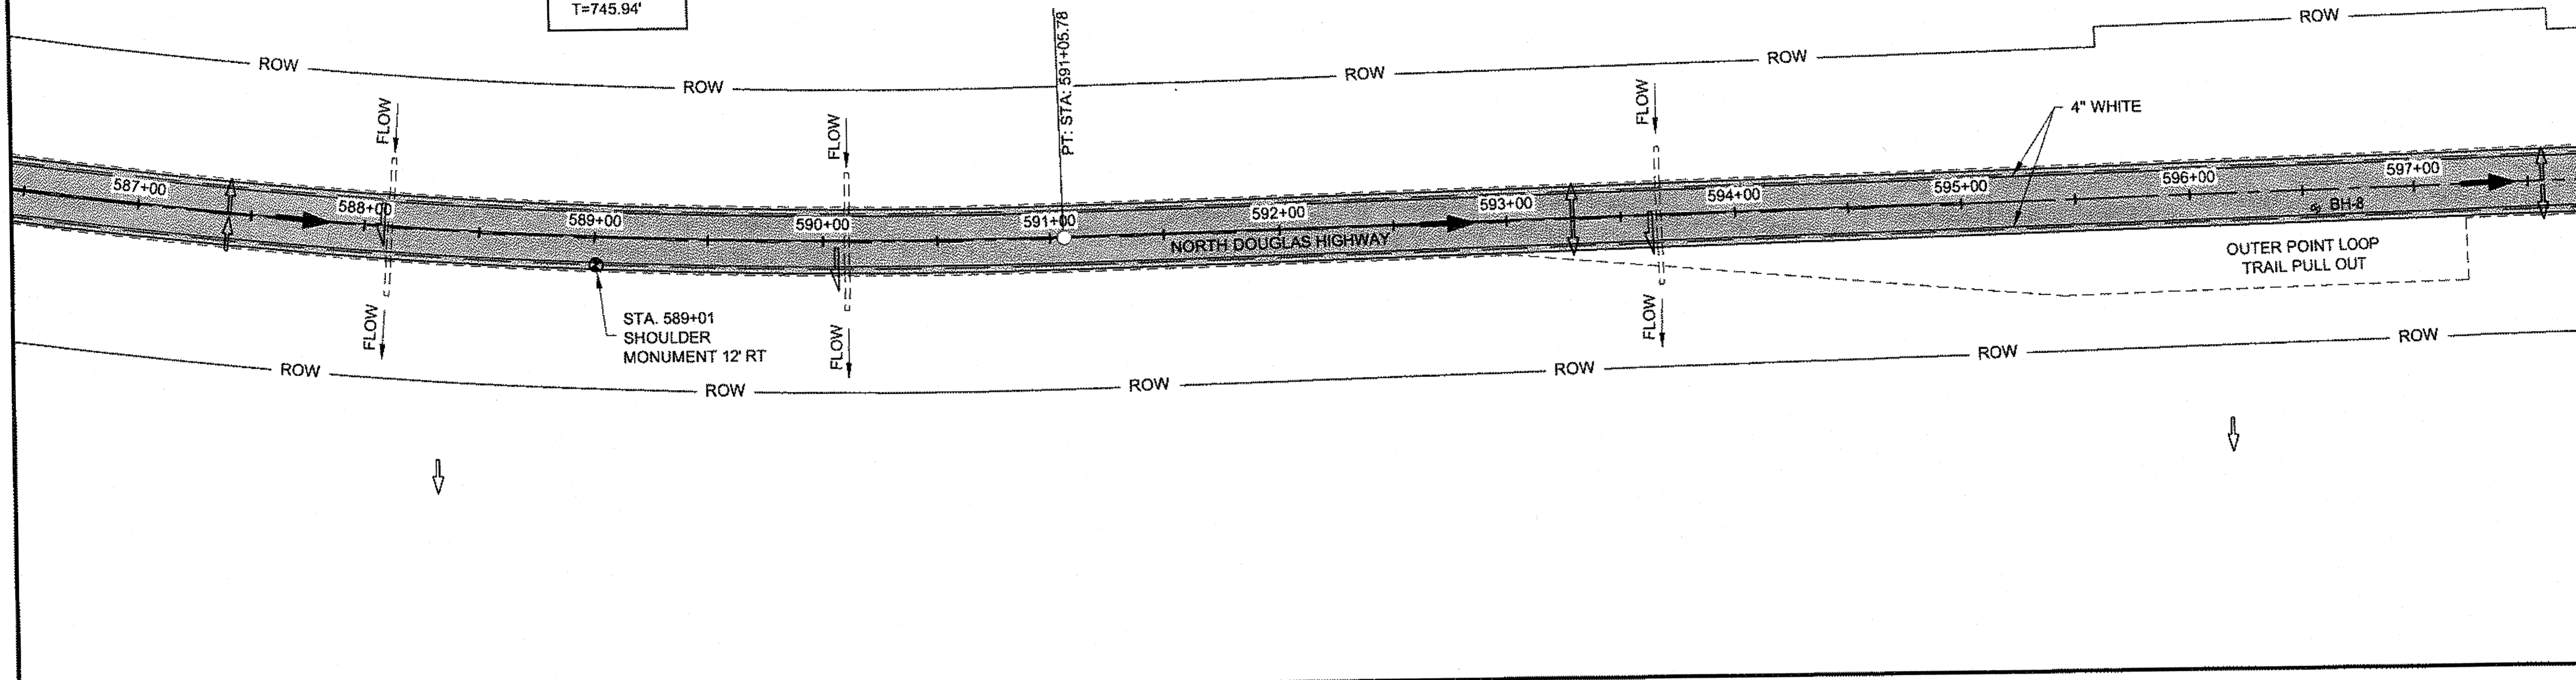 T=745.94'
PT: STA: 591+05.78
ROW
ROW
ROW
ROW
ROW
FLOW
FLOW
FLOW
4" WHITE
587+00
588+00
589+00
590+00
591+00
592+00
593+00
594+00
595+00
596+00
597+00
NORTH DOUGLAS HIGHWAY
BH-8
OUTER POINT LOOP
TRAIL PULL OUT
STA. 589+01
SHOULDER
MONUMENT 12' RT
FLOW
FLOW
FLOW
ROW
ROW
ROW
ROW
ROW
ROW